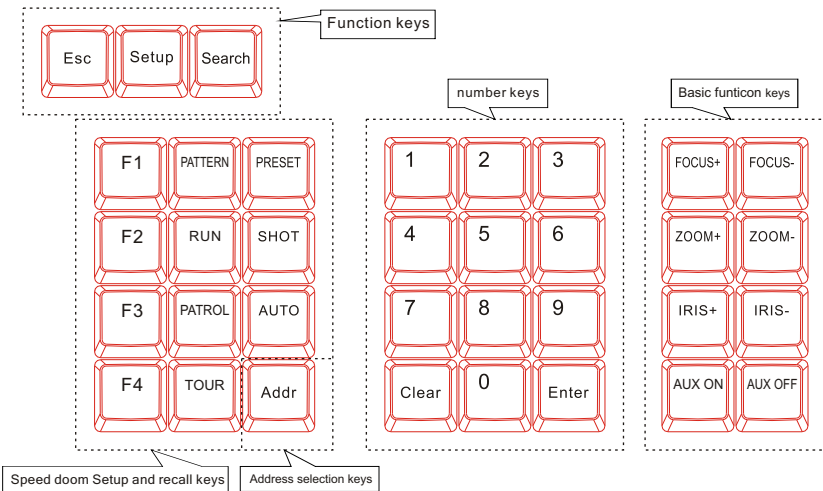 Function keys
Esc Setup Search
number keys
Basic funticon keys
F1 PATTERN PRESET 1 2 3 FOCUS+ FOCUS-
F2 RUN SHOT 4 5 6 ZOOM+ ZOOM-
F3 PATROL AUTO 7 8 9 IRIS+ IRIS-
F4 TOUR Addr Clear 0 Enter AUX ON AUX OFF
Speed doom Setup and recall keys
Address selection keys